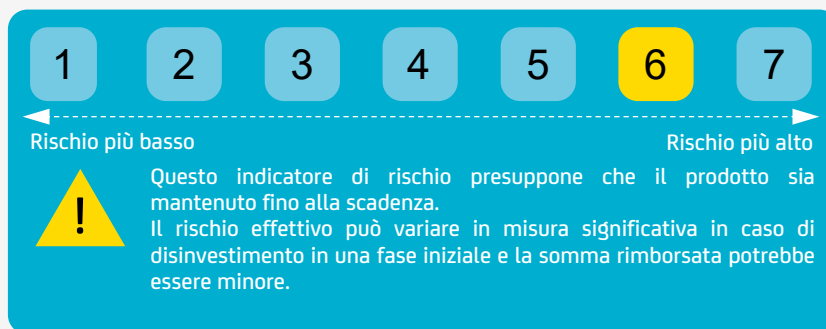 1 2 3 4 5 6 7
Rischio più basso Rischio più alto
Questo indicatore di rischio presuppone che il prodotto sia
mantenuto fino alla scadenza.
!
Il rischio effettivo può variare in misura significativa in caso di
disinvestimento in una fase iniziale e la somma rimborsata potrebbe
essere minore.